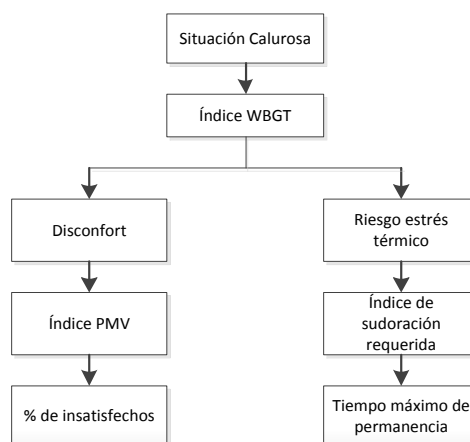 Situación Calurosa
Índice WBGT
Disconfort
Riesgo estrés
térmico
Índice PMV
Índice de
sudoración
requerida
% de insatisfechos
Tiempo máximo de
permanencia